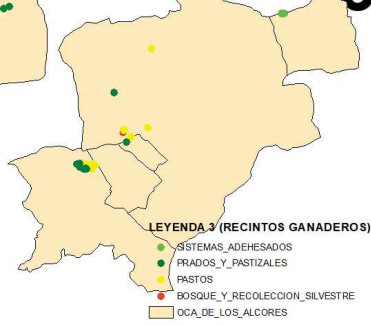 LEYENDA 3 (RECINTOS GANADEROS)
SISTEMAS_ADEHESADOS
PRADOS_Y_PASTIZALES
PASTOS
BOSQUE_Y_RECOLECCION_SILVESTRE
OCA_DE_LOS_ALCORES